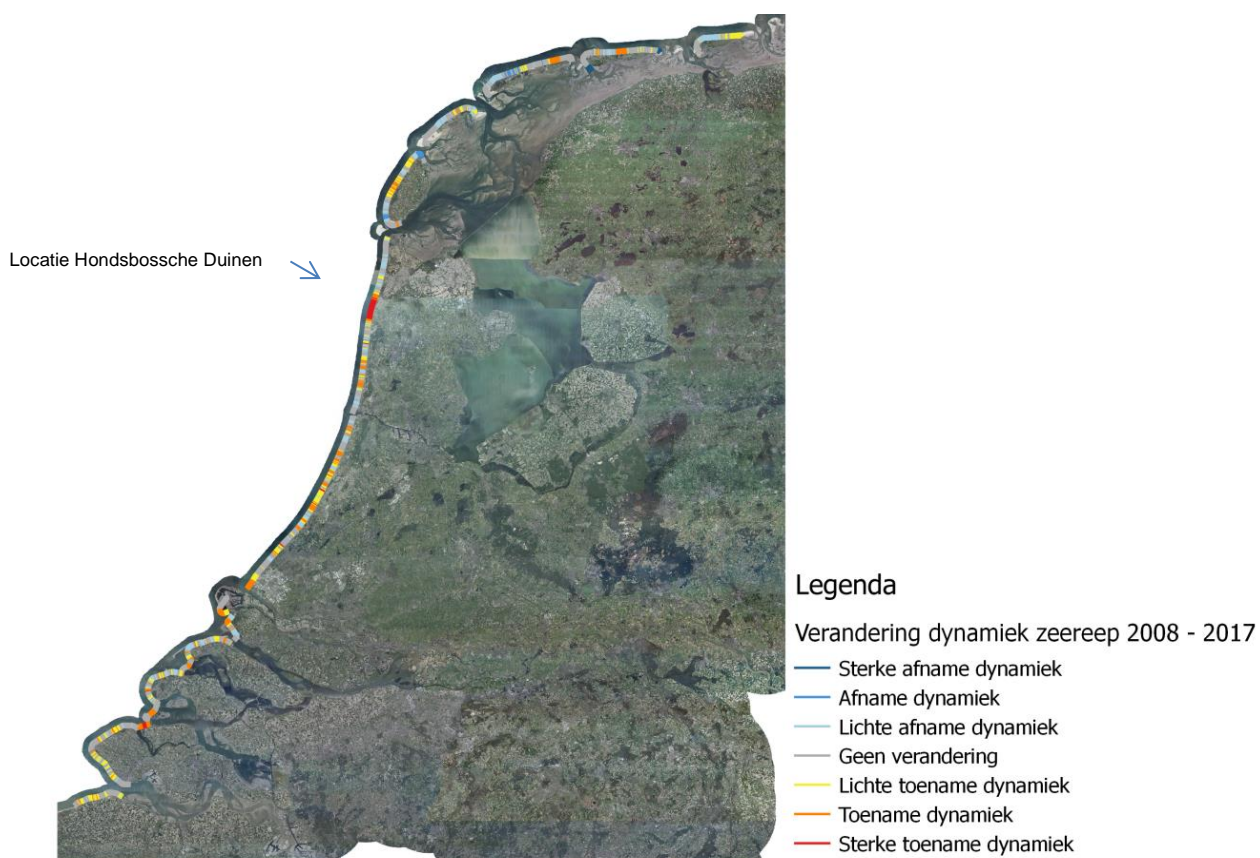 Locatie Hondsbossche Duinen
Legenda
Verandering dynamiek zeereep 2008 - 2017
Sterke afname dynamiek
Afname dynamiek
Lichte afname dynamiek
Geen verandering
Lichte toename dynamiek
Toename dynamiek
Sterke toename dynamiek